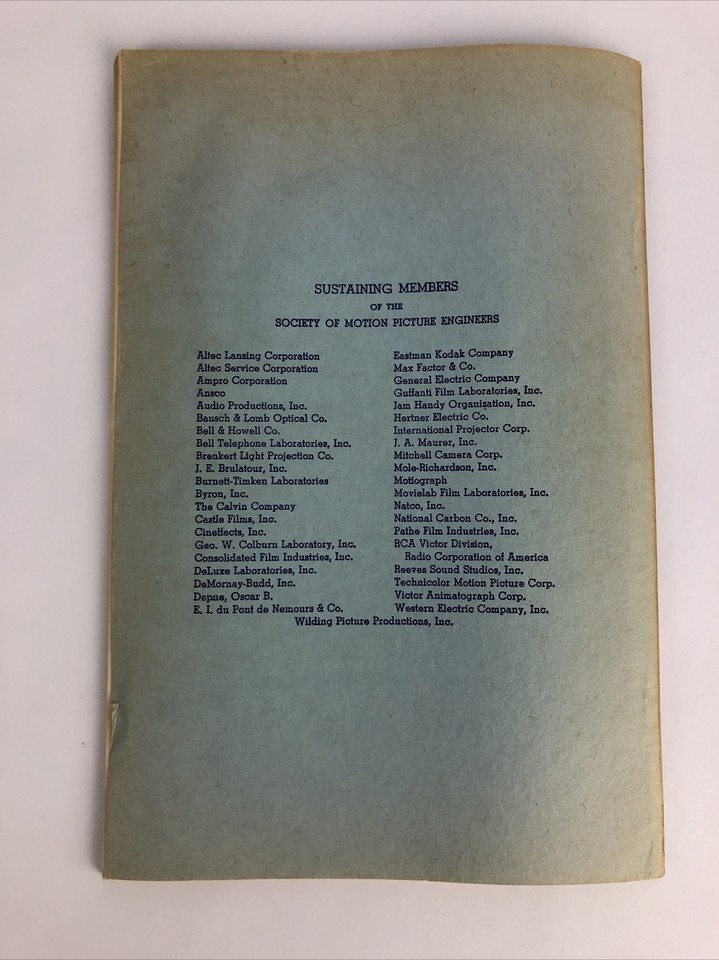 SUSTAINING MEMBERS
OF THE
SOCIETY OF MOTION PICTURE ENGINEERS
Altec Lansing Corporation
Altec Service Corporation
Ampro Corporation
Ansco
Audio Productions, Inc.
Bausch & Lomb Optical Co.
Bell & Howell Co.
Bell Telephone Laboratories, Inc.
Brenkert Light Projection Co.
J. E. Brulatour, Inc.
Burnett-Timken Laboratories
Byron, Inc.
The Calvin Company
Castle Films, Inc.
Cineffects, Inc.
Geo. W. Colburn Laboratory, Inc.
Consolidated Film Industries, Inc.
DeLuxe Laboratories, Inc.
DeMornay-Budd, Inc.
Depue, Oscar B.
E. I. du Pont de Nemours & Co.
Eastman Kodak Company
Max Factor & Co.
General Electric Company
Guffanti Film Laboratories, Inc.
Jam Handy Organization, Inc.
Hertner Electric Co.
International Projector Corp.
J. A. Maurer, Inc.
Mitchell Camera Corp.
Mole-Richardson, Inc.
Motiograph
Movielab Film Laboratories, Inc.
Natco, Inc.
National Carbon Co., Inc.
Pathe Film Industries, Inc.
RCA Victor Division,
Radio Corporation of America
Reeves Sound Studios, Inc.
Technicolor Motion Picture Corp.
Victor Animatograph Corp.
Western Electric Company, Inc.
Wilding Picture Productions, Inc.